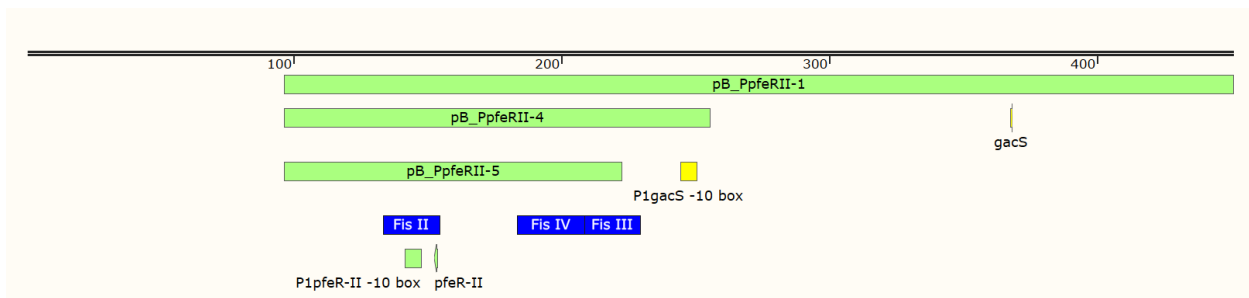 100 200 300 400
pB_PpfeRII-1
pB_PpfeRII-4
gacS
pB_PpfeRII-5
P1gacS -10 box
Fis II Fis IV Fis III
P1pfeR-II -10 box pfeR-II